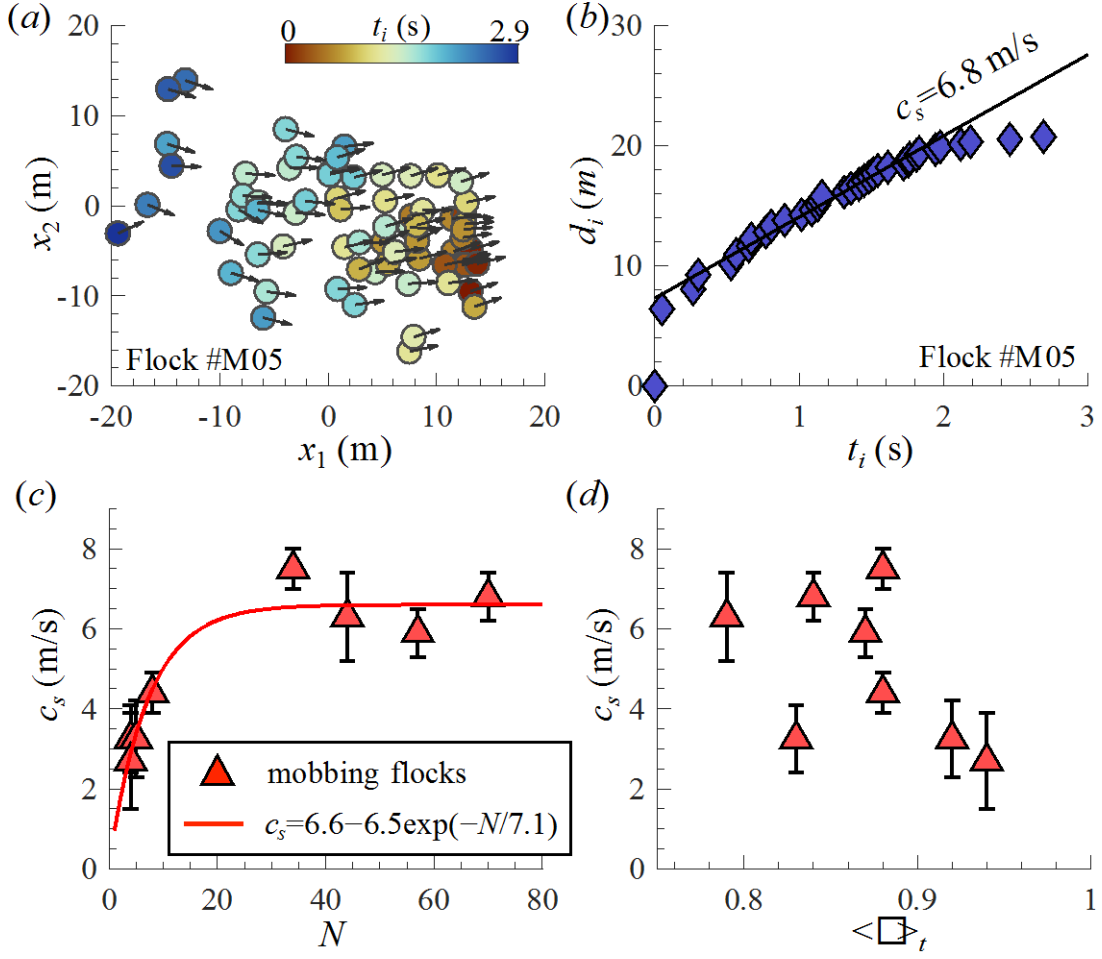 (a)
t_i (s)
0 2.9
20
10
0
-10
-20
x_2 (m)
Flock #M05
-20 -10 0 10 20
x_1 (m)
(b)
c_s=6.8 m/s
30
20
10
0
d_i (m)
Flock #M05
0 1 2 3
t_i (s)
(c)
8
6
4
2
0
c_s (m/s)
mobbing flocks
c_s=6.6−6.5exp(−N/7.1)
0 20 40 60 80
N
(d)
8
6
4
2
0
c_s (m/s)
0.8 0.9 1
<□>_t